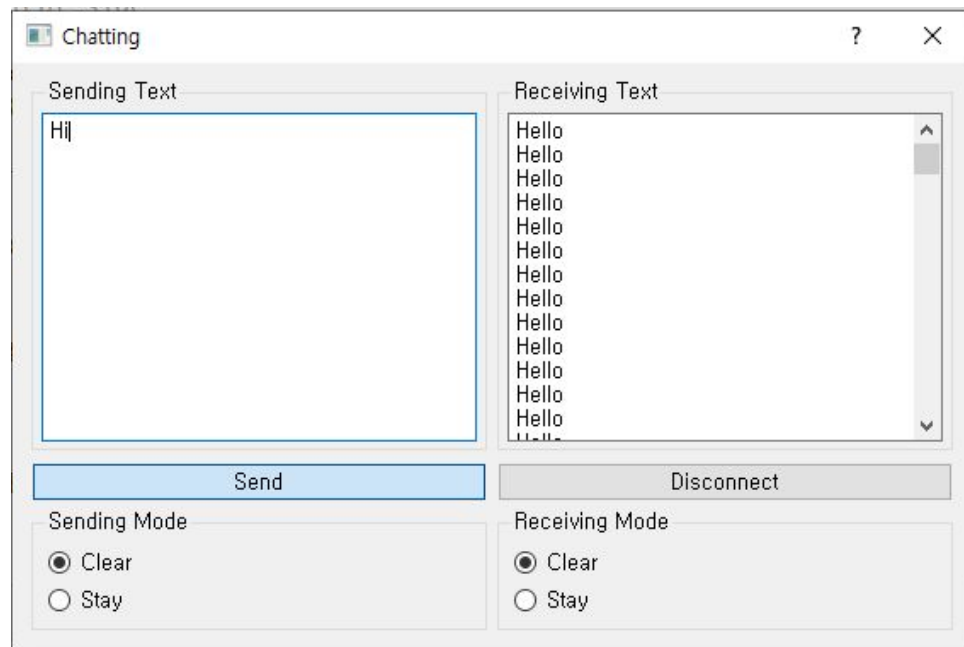 Chatting
Sending Text
Hi
Receiving Text
Hello
Hello
Hello
Hello
Hello
Hello
Hello
Hello
Hello
Hello
Hello
Hello
Hello
Send
Disconnect
Sending Mode
Clear
Stay
Receiving Mode
Clear
Stay